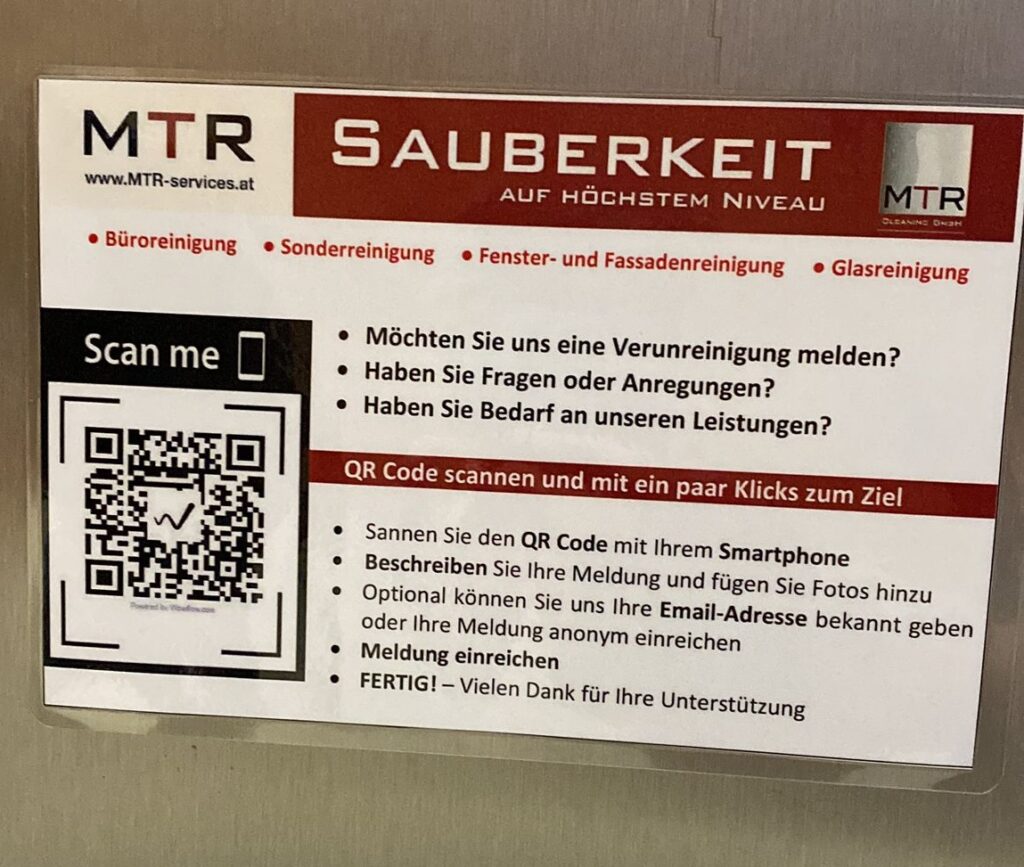 MTR
www.MTR-services.at
SAUBERKEIT
AUF HÖCHSTEM NIVEAU
MTR
CLEANING GMBH
• Büroreinigung • Sonderreinigung • Fenster- und Fassadenreinigung • Glasreinigung
Scan me
• Möchten Sie uns eine Verunreinigung melden?
• Haben Sie Fragen oder Anregungen?
• Haben Sie Bedarf an unseren Leistungen?
QR Code scannen und mit ein paar Klicks zum Ziel
• Sannen Sie den QR Code mit Ihrem Smartphone
• Beschreiben Sie Ihre Meldung und fügen Sie Fotos hinzu
• Optional können Sie uns Ihre Email-Adresse bekannt geben
oder Ihre Meldung anonym einreichen
• Meldung einreichen
• FERTIG! – Vielen Dank für Ihre Unterstützung
Powered by